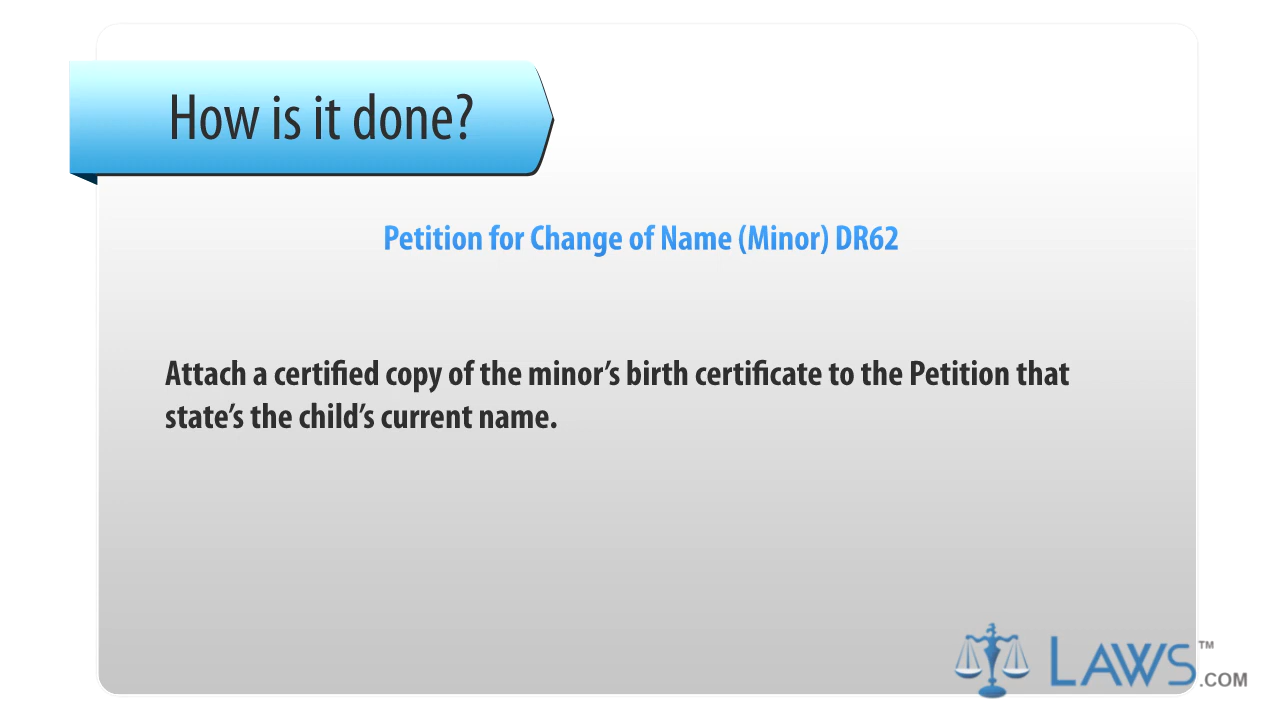 How is it done?
Petition for Change of Name (Minor) DR62
Attach a certified copy of the minor’s birth certificate to the Petition that
state’s the child’s current name.
LAWS™
.COM